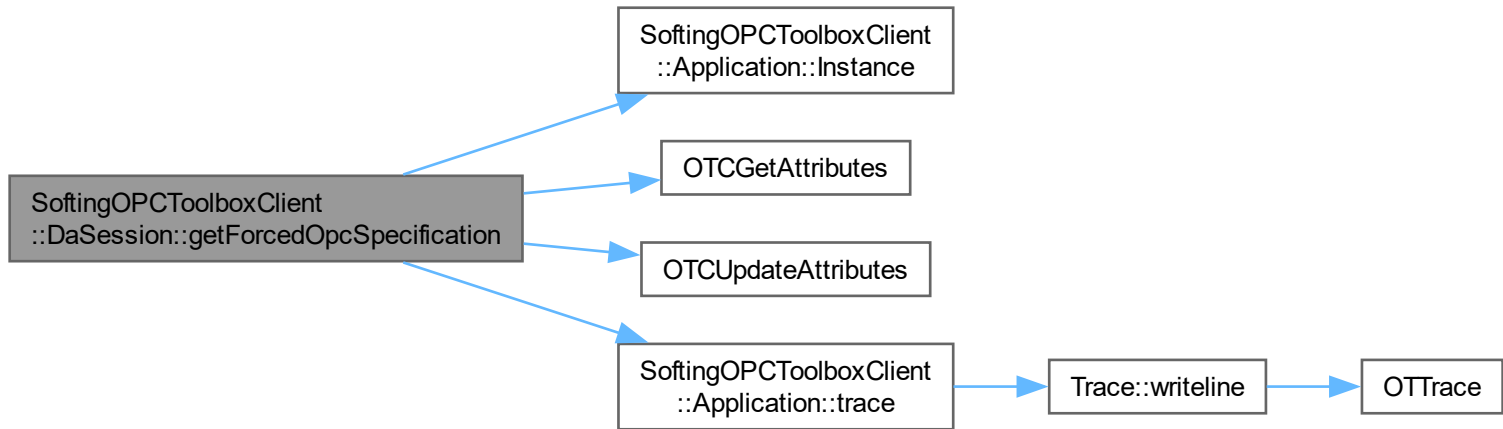 SoftingOPCToolboxClient
::Application::Instance
OTCGetAttributes
SoftingOPCToolboxClient
::DaSession::getForcedOpcSpecification
OTCUpdateAttributes
SoftingOPCToolboxClient
::Application::trace
Trace::writeline
OTTrace